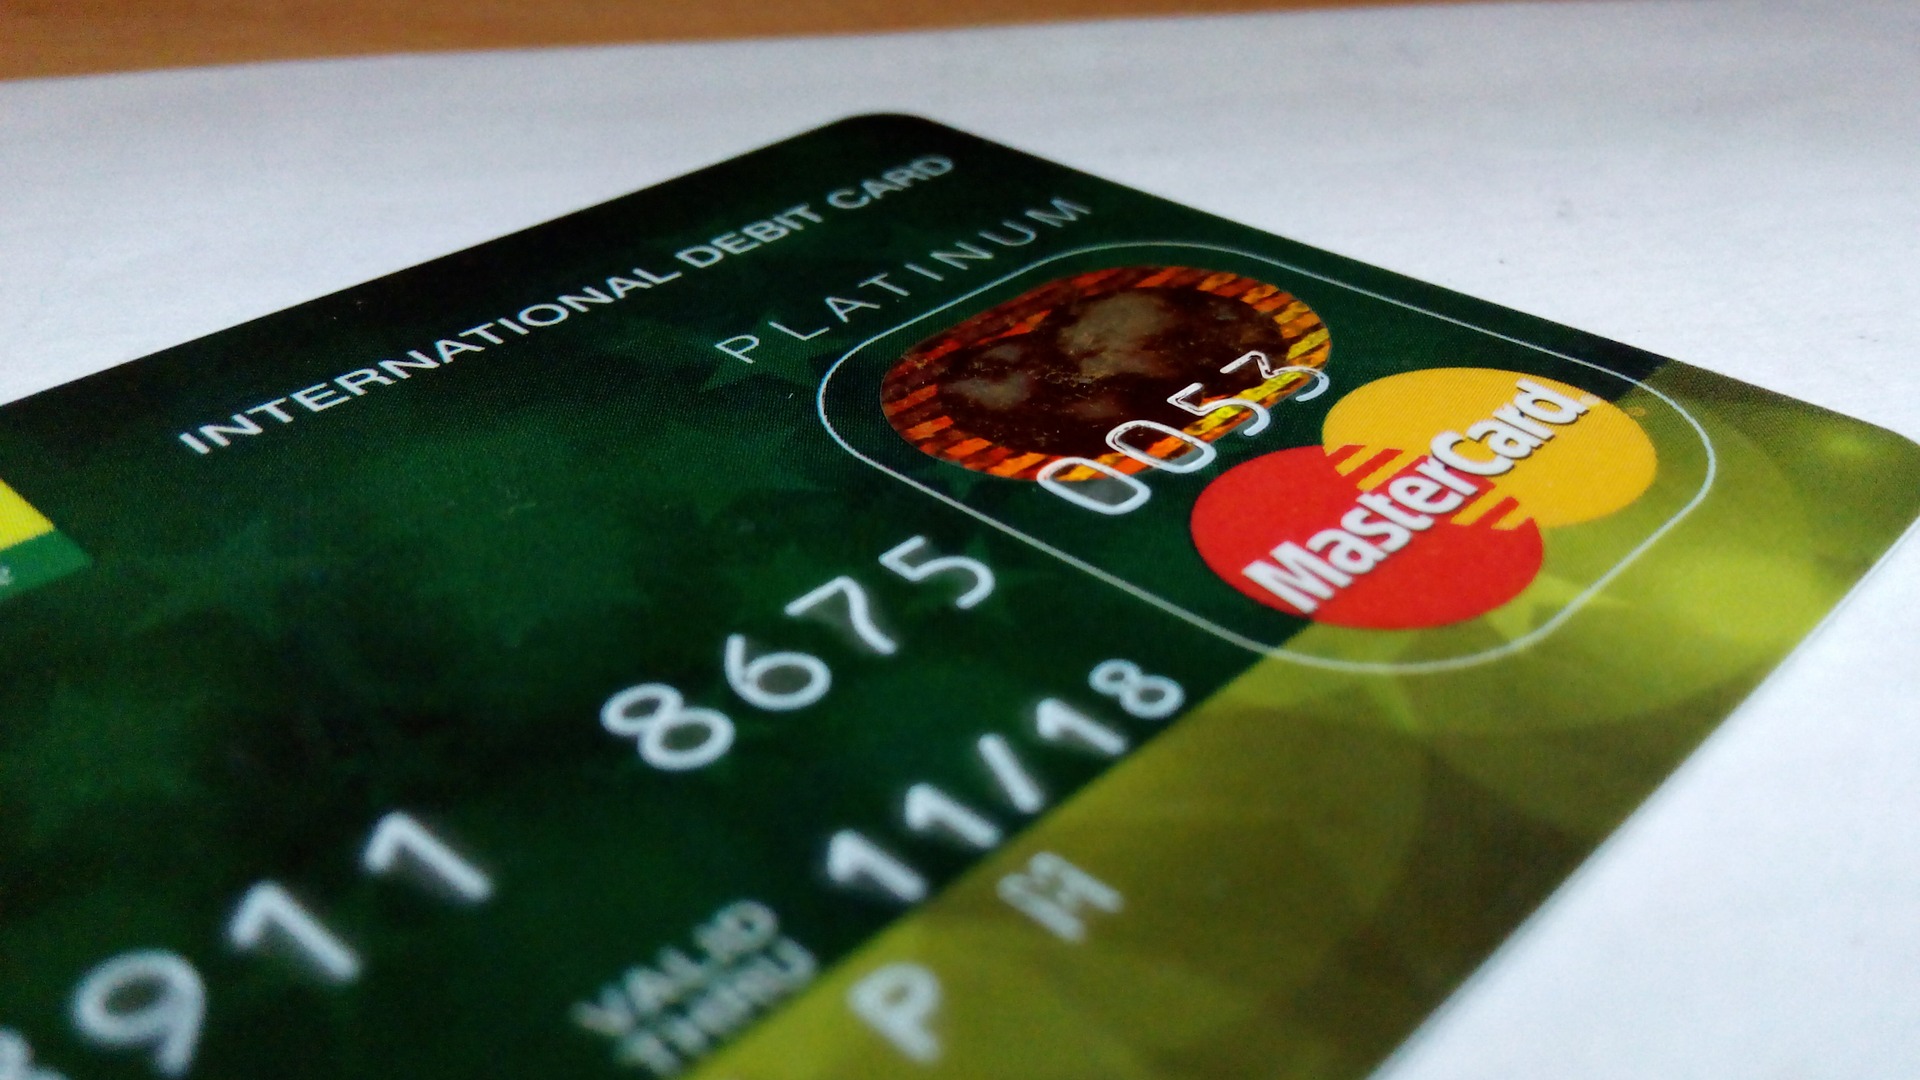 INTERNATIONAL DEBIT CARD
PLATINUM
MasterCard
911 8675 0053
VALID
THRU
11/18
P